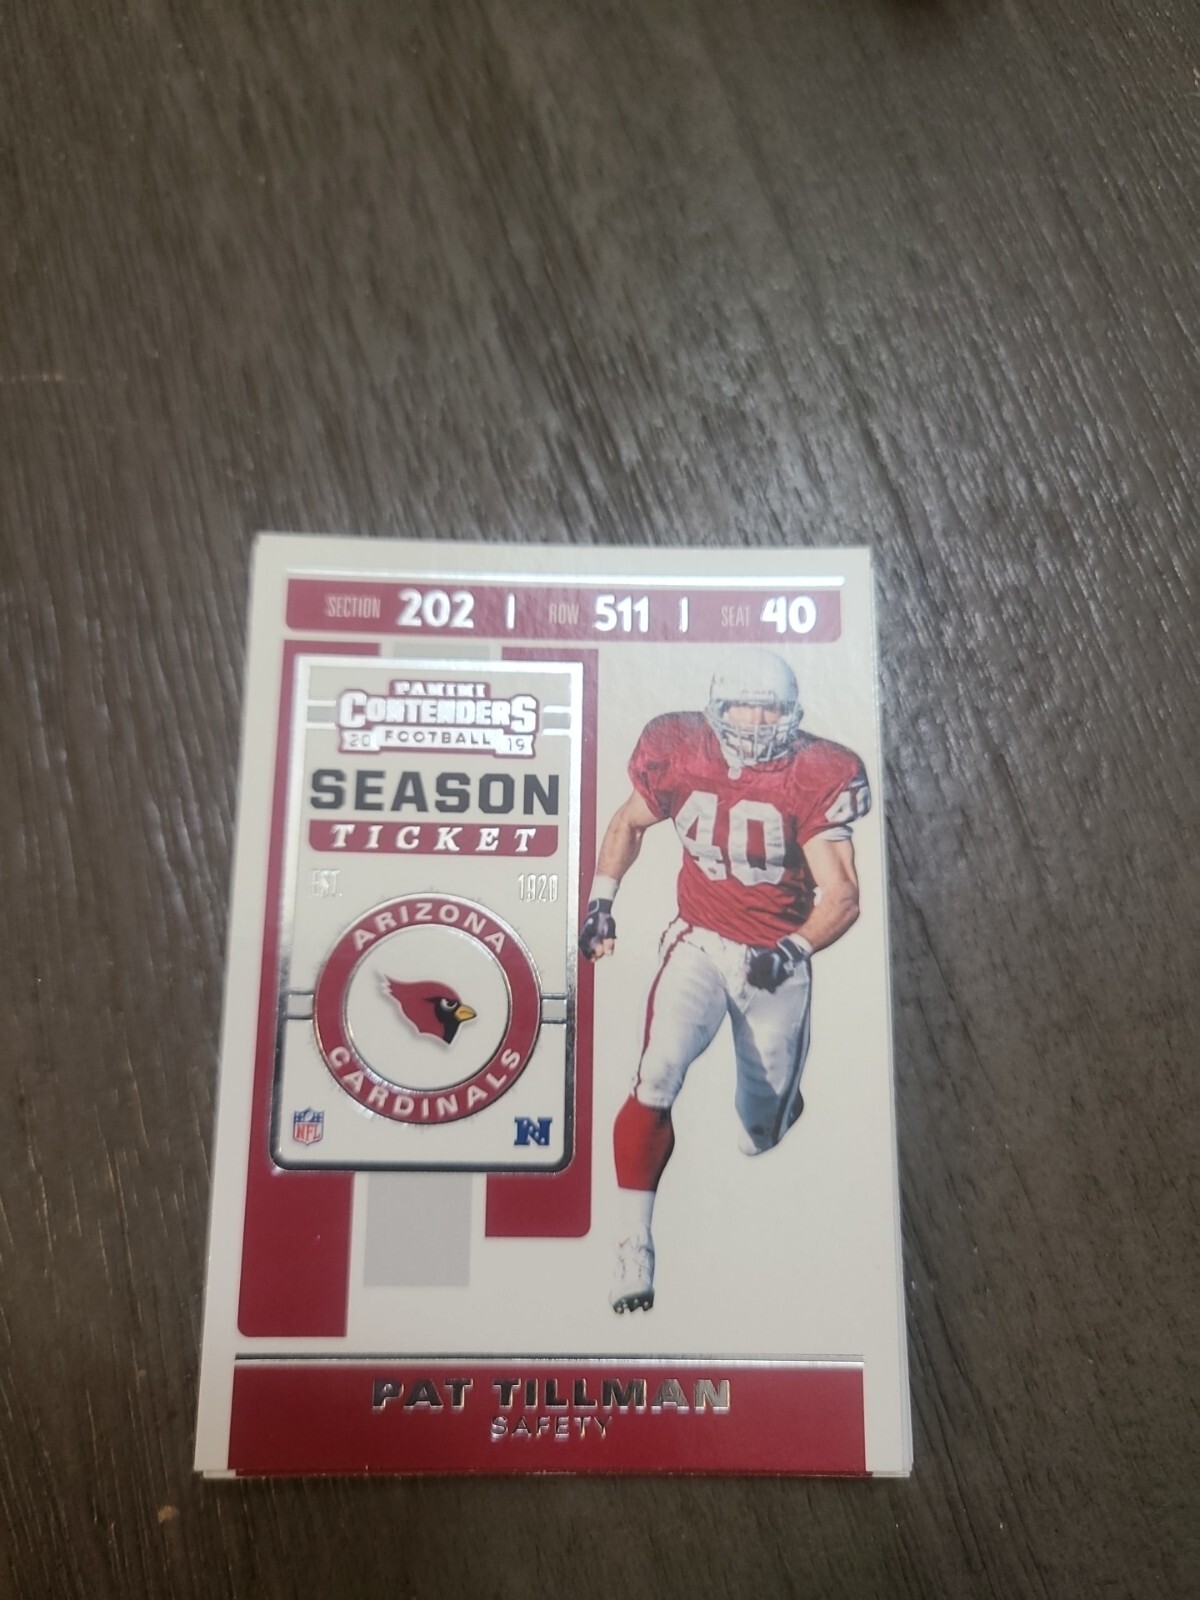 SECTION 202 | ROW 511 | SEAT 40
PANINI
CONTENDERS
20 FOOTBALL 19
SEASON
TICKET
EST. 1920
ARIZONA
CARDINALS
NFL
N
40
40
PAT TILLMAN
SAFETY